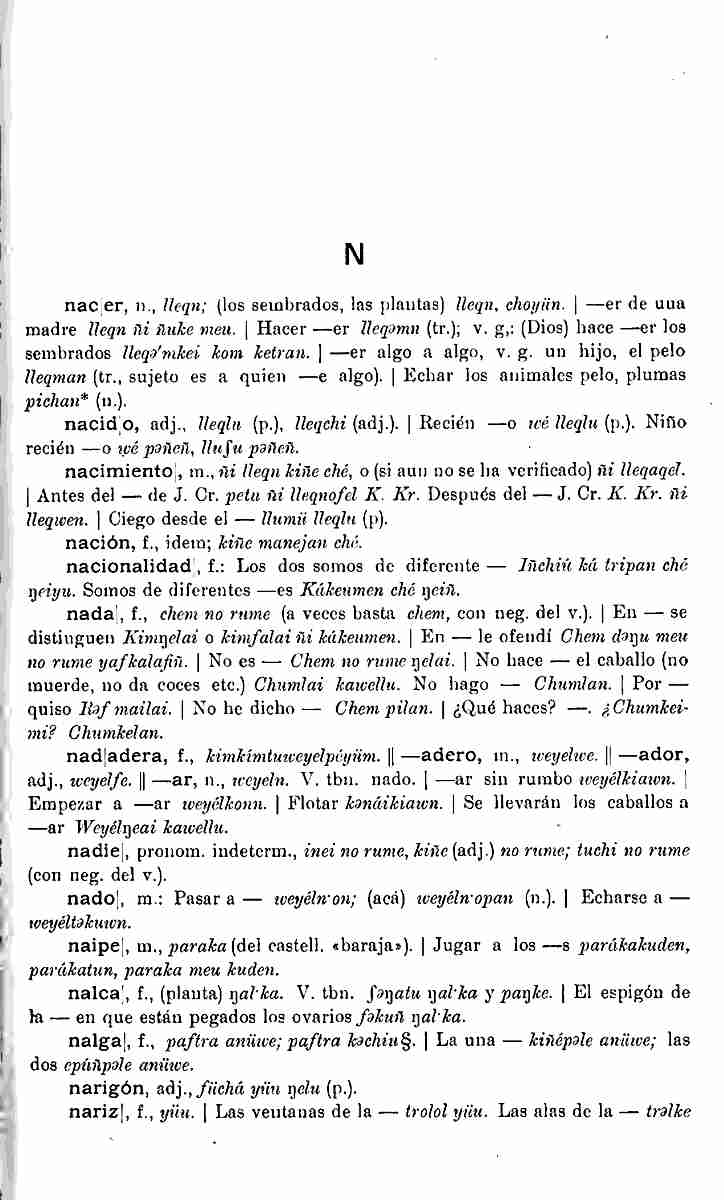 N
nac|er, n., lleqn; (los sembrados, las plantas) lleqn, choyün. | —er de una
madre lleqn ñi ñuke meu. | Hacer —er lleqəmn (tr.); v. g,: (Dios) hace —er los
sembrados lleqə'mkei kom ketran. | —er algo a algo, v. g. un hijo, el pelo
lleqman (tr., sujeto es a quien —e algo). | Echar los animales pelo, plumas
pichan* (n.).
nacid|o, adj., lleqlu (p.), lleqchi (adj.). | Recién —o wé lleqlu (p.). Niño
recién —o wé pəñeñ, lluʃu pəñeñ.
nacimiento|, m., ñi lleqn kiñe ché, o (si aun no se ha verificado) ñi lleqaqel.
| Antes del — de J. Cr. petu ñi lleqnofel K. Kr. Después del — J. Cr. K. Kr. ñi
lleqwen. | Ciego desde el — llumü lleqlu (p).
nación, f., idem; kiñe manejan ché.
nacionalidad|, f.: Los dos somos de diferente — Iñchiú ká tripan ché
ŋeiyu. Somos de diferentes —es Kákeumen ché ŋeiñ.
nada|, f., chem no rume (a veces basta chem, con neg. del v.). | En — se
distinguen Kimŋelai o kimfalai ñi kákeumen. | En — le ofendí Chem dəŋu meu
no rume yafkalafiñ. | No es — Chem no rume ŋelai. | No hace — el caballo (no
muerde, no da coces etc.) Chumlai kawellu. No hago — Chumlan. | Por —
quiso Itəf mailai. | No he dicho — Chem pilan. | ¿Qué haces? —. ¿Chumkei-
mi? Chumkelan.
nad|adera, f., kimkímtuweyelpéyüm. || —adero, m., weyelwe. || —ador,
adj., weyelfe. || —ar, n., weyeln. V. tbn. nado. | —ar sin rumbo weyélkiawn. |
Empezar a —ar weyélkonn. | Flotar kənáikiawn. | Se llevarán los caballos a
—ar Weyélŋeai kawellu.
nadie|, pronom. indeterm., inei no rume, kiñe (adj.) no rume; tuchi no rume
(con neg. del v.).
nado|, m.: Pasar a — weyéln·on; (acá) weyéln·opan (n.). | Echarse a —
weyéltəkuwn.
naipe|, m., paraka (del castell. «baraja»). | Jugar a los —s parákakuden,
parákatun, paraka meu kuden.
nalca|, f., (planta) ŋal·ka. V. tbn. ʃəŋatu ŋal·ka y paŋke. | El espigón de
la — en que están pegados los ovarios fəkuñ ŋal·ka.
nalga|, f., paftra anüwe; paftra kəchiu§. | La una — kiñépəle anüwe; las
dos epúñpəle anüwe.
narigón, adj., füchá yüu ŋelu (p.).
nariz|, f., yüu. | Las ventanas de la — trolol yüu. Las alas de la — trəlke